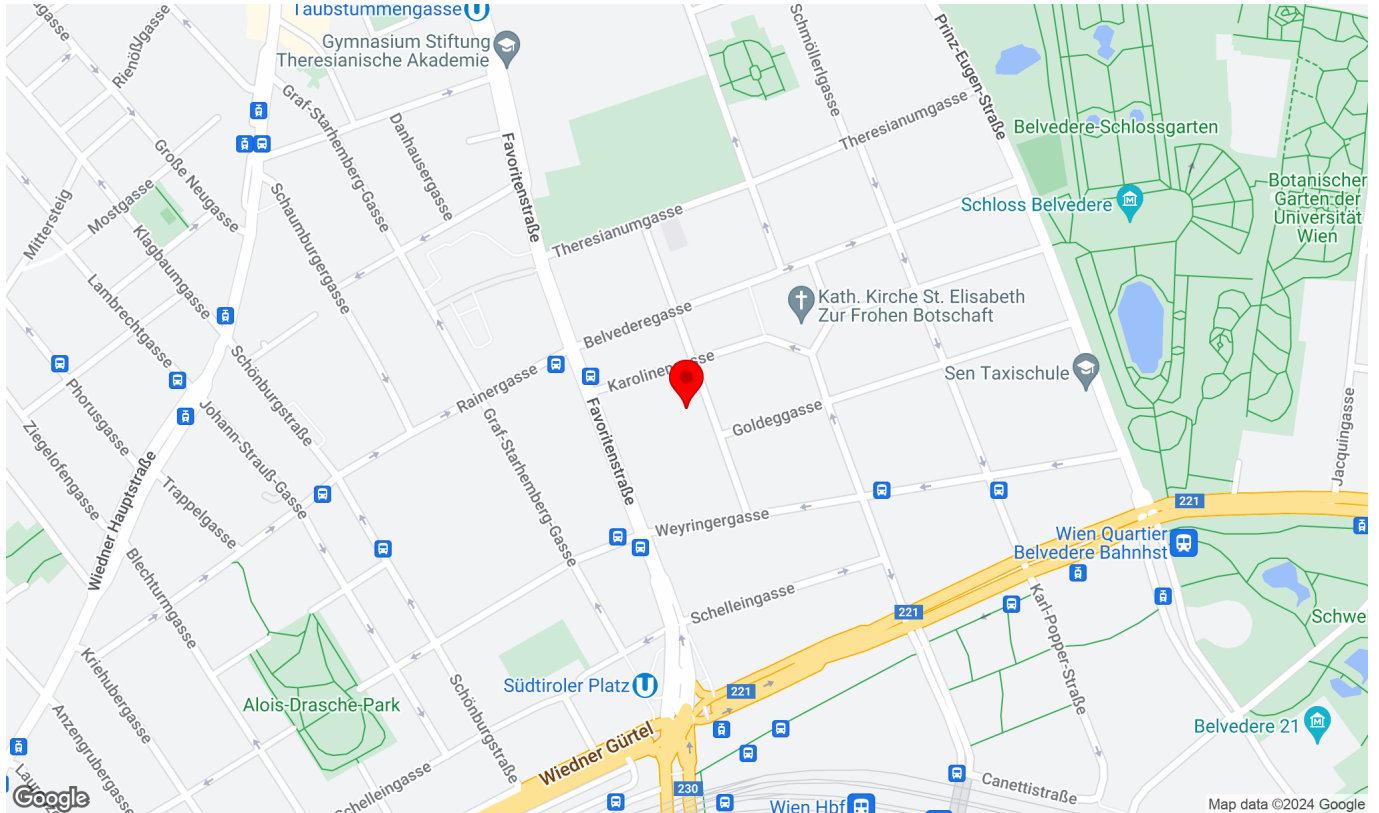 Taubstummengasse
Gymnasium Stiftung
Theresianische Akademie
Rienößlgasse
Schmöllerlgasse
Prinz-Eugen-Straße
Graf-Starhemberg-Gasse
Danhausergasse
Favoritenstraße
Theresianumgasse
Belvedere-Schlossgarten
Große Neugasse
Mostgasse
Mittersteig
Schaumburgergasse
Theresianumgasse
Schloss Belvedere
Botanischer
Garten der
Universität
Wien
Klagbaumgasse
Lambrechtgasse
Belvederegasse
Kath. Kirche St. Elisabeth
Zur Frohen Botschaft
Schönburgstraße
Rainergasse
Sen Taxischule
Phorusgasse
Johann-Strauß-Gasse
Goldeggasse
Favoritenstraße
Graf-Starhemberg-Gasse
Jacquingasse
Ziegelofengasse
Wiedner Hauptstraße
Trappelgasse
Weyringergasse
221
Wien Quartier
Belvedere Bahnhst
Blechturmgasse
Schelleingasse
221
Karl-Popper-Straße
Schwe
Kriehubergasse
Südtiroler Platz
221
Alois-Drasche-Park
Schönburgstraße
Belvedere 21
Anzengrubergasse
Wiedner Gürtel
Schelleingasse
230
Canettistraße
Wien Hbf
Google
Map data ©2024 Google